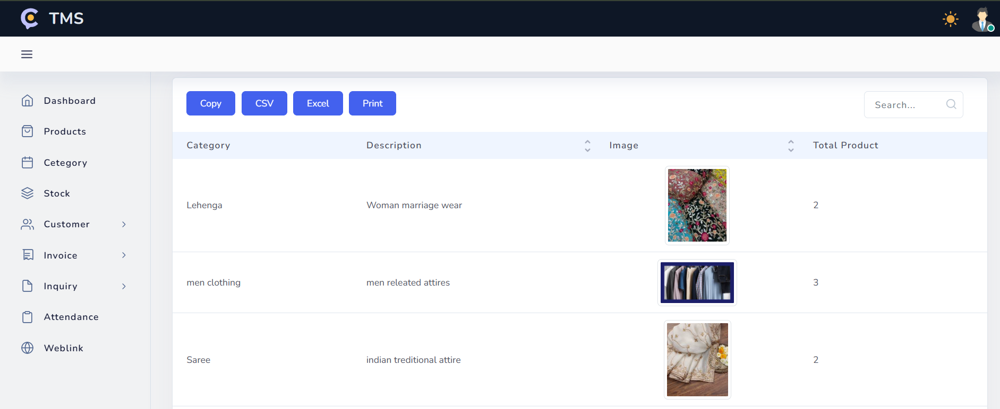 TMS
Dashboard
Products
Cetegory
Stock
Customer
Invoice
Inquiry
Attendance
Weblink
Copy CSV Excel Print
Search...
Category Description Image Total Product
Lehenga Woman marriage wear 2
men clothing men releated attires 3
Saree indian treditional attire 2